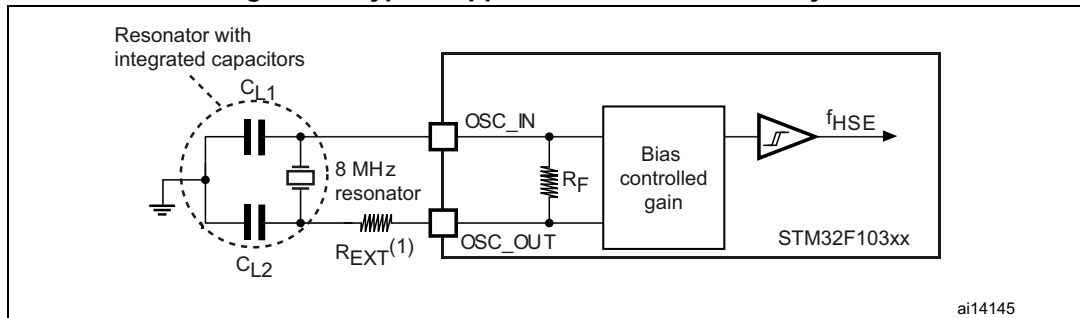 Resonator with
integrated capacitors
CL1
OSC_IN
fHSE
8 MHz
resonator
RF
Bias
controlled
gain
STM32F103xx
REXT(1)
OSC_OUT
CL2
ai14145